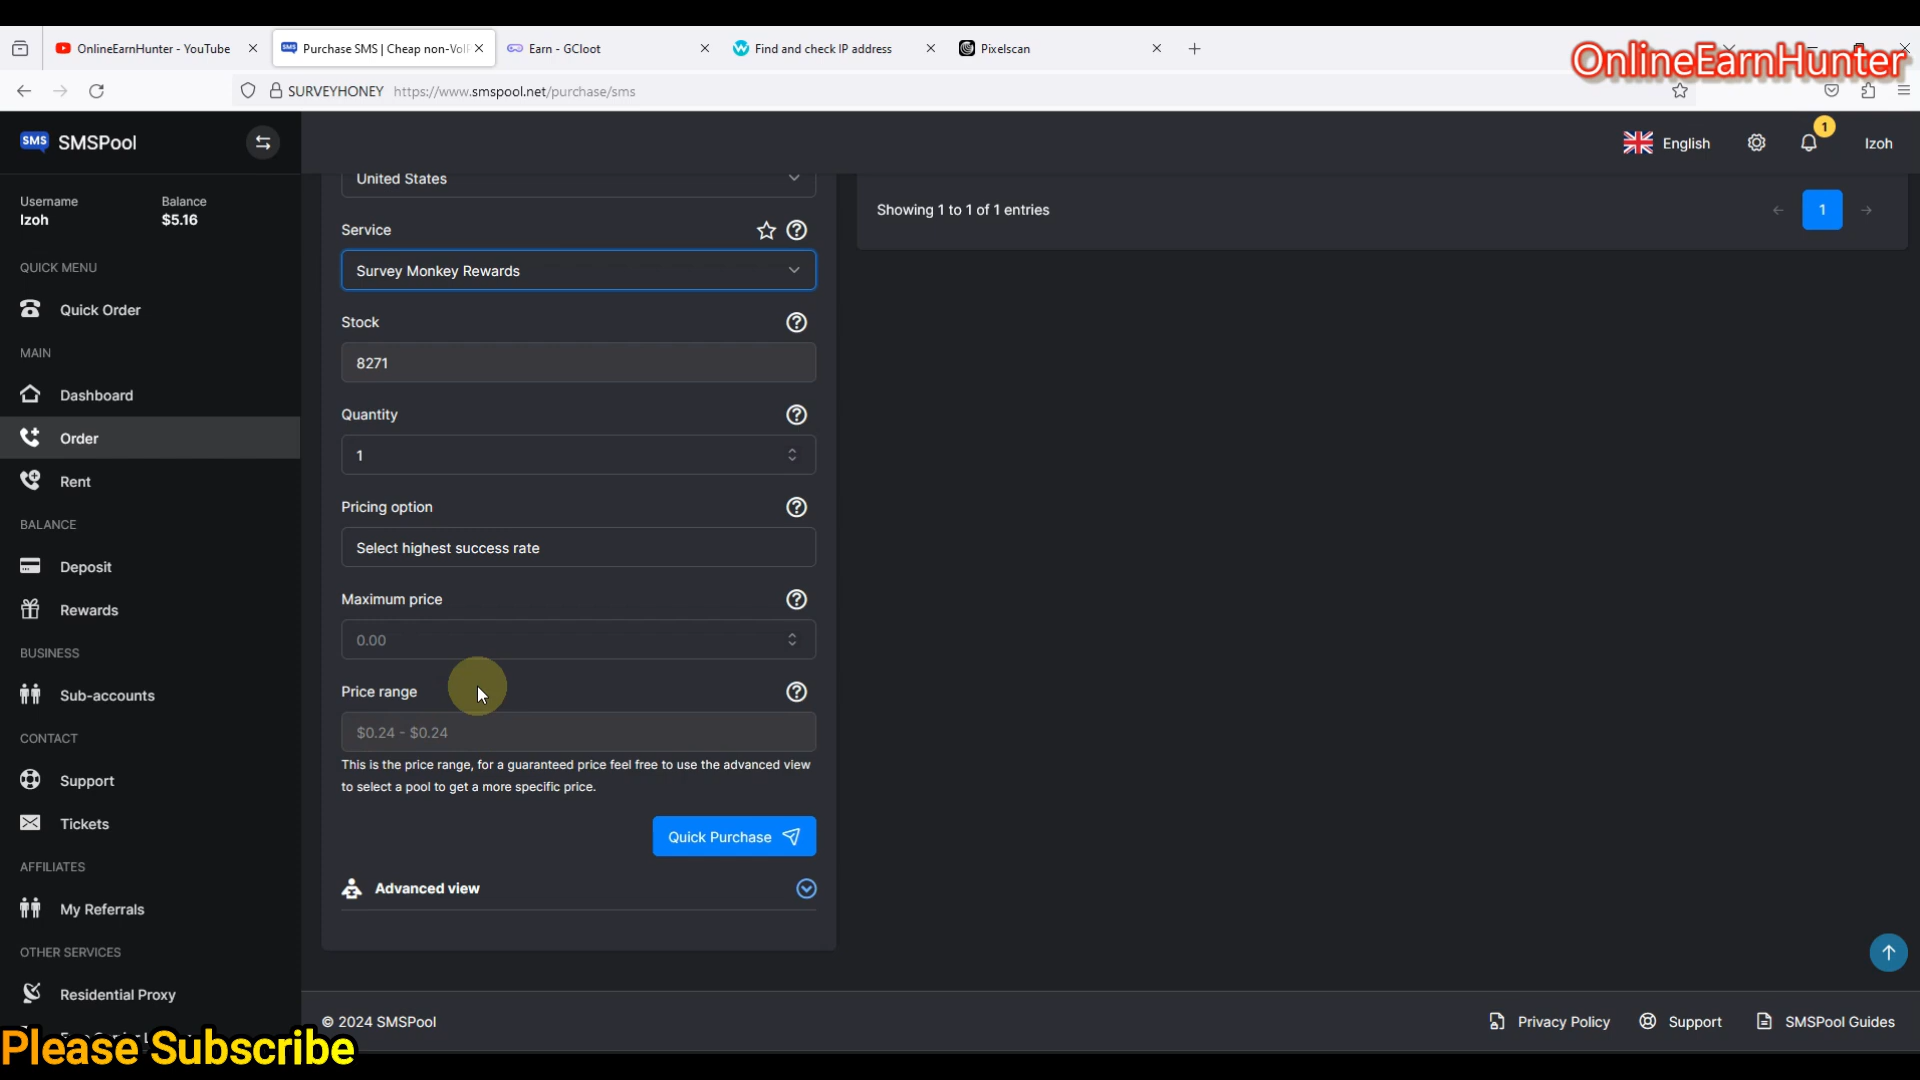 OnlineEarnHunter - YouTube
Purchase SMS | Cheap non-VoI
Earn - GCloot
Find and check IP address
Pixelscan
OnlineEarnHunter
SURVEYHONEY https://www.smspool.net/purchase/sms
SMS SMSPool
English
1
Izoh
Username
Balance
Izoh
$5.16
QUICK MENU
Quick Order
MAIN
Dashboard
Order
Rent
BALANCE
Deposit
Rewards
BUSINESS
Sub-accounts
CONTACT
Support
Tickets
AFFILIATES
My Referrals
OTHER SERVICES
Residential Proxy
United States
Service
Survey Monkey Rewards
Stock
8271
Quantity
1
Pricing option
Select highest success rate
Maximum price
0.00
Price range
$0.24 - $0.24
This is the price range, for a guaranteed price feel free to use the advanced view
to select a pool to get a more specific price.
Quick Purchase
Advanced view
Showing 1 to 1 of 1 entries
1
© 2024 SMSPool
Privacy Policy
Support
SMSPool Guides
Please Subscribe